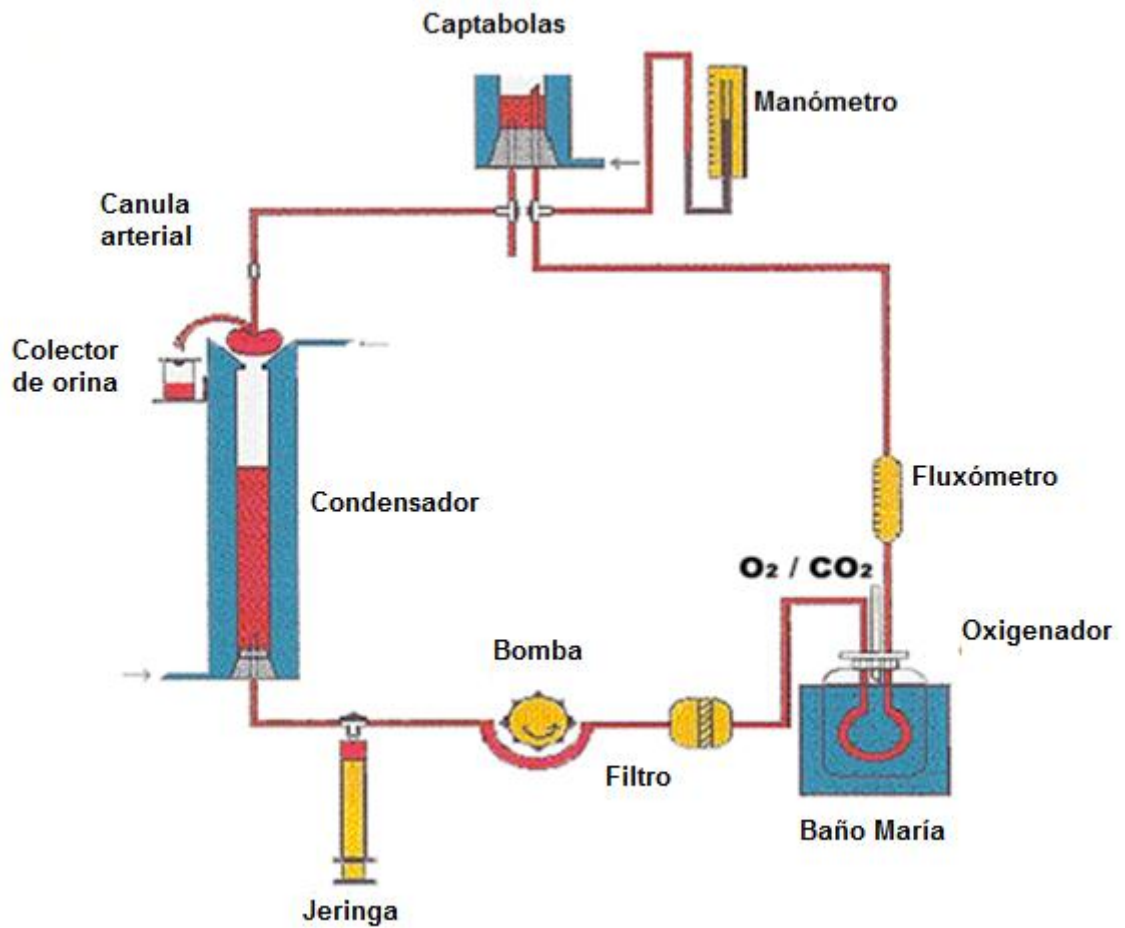 Captabolas
Manómetro
Canula
arterial
Colector
de orina
Condensador
Fluxómetro
O₂ / CO₂
Oxigenador
Bomba
Filtro
Baño María
Jeringa